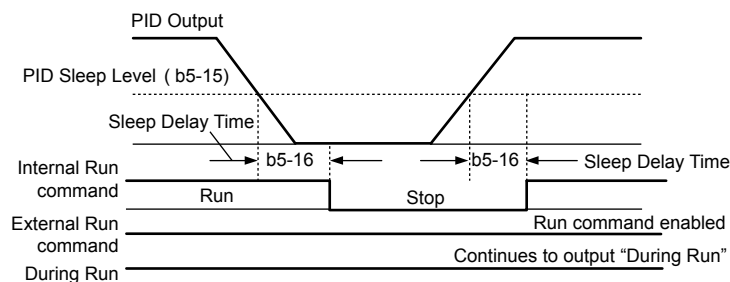 PID Output
PID Sleep Level ( b5-15)
Sleep Delay Time
b5-16
b5-16
Sleep Delay Time
Internal Run
command
Run
Stop
External Run
command
Run command enabled
Continues to output “During Run”
During Run